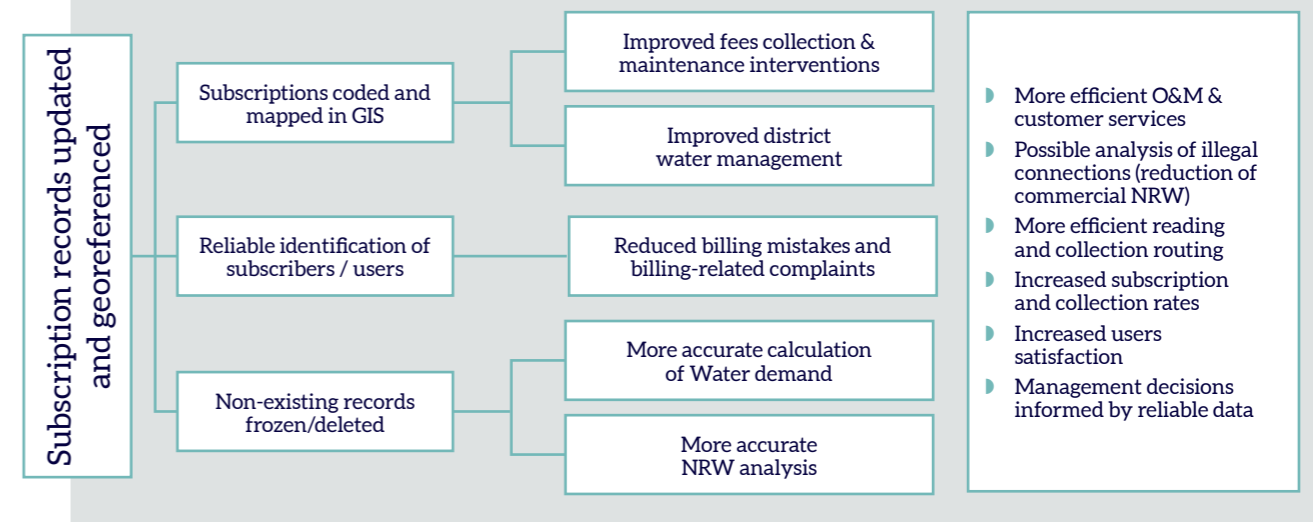 Subscription records updated
and georeferenced
Subscriptions coded and
mapped in GIS
Reliable identification of
subscribers / users
Non-existing records
frozen/deleted
Improved fees collection &
maintenance interventions
Improved district
water management
Reduced billing mistakes and
billing-related complaints
More accurate calculation
of Water demand
More accurate
NRW analysis
More efficient O&M &
customer services
Possible analysis of illegal
connections (reduction of
commercial NRW)
More efficient reading
and collection routing
Increased subscription
and collection rates
Increased users
satisfaction
Management decisions
informed by reliable data